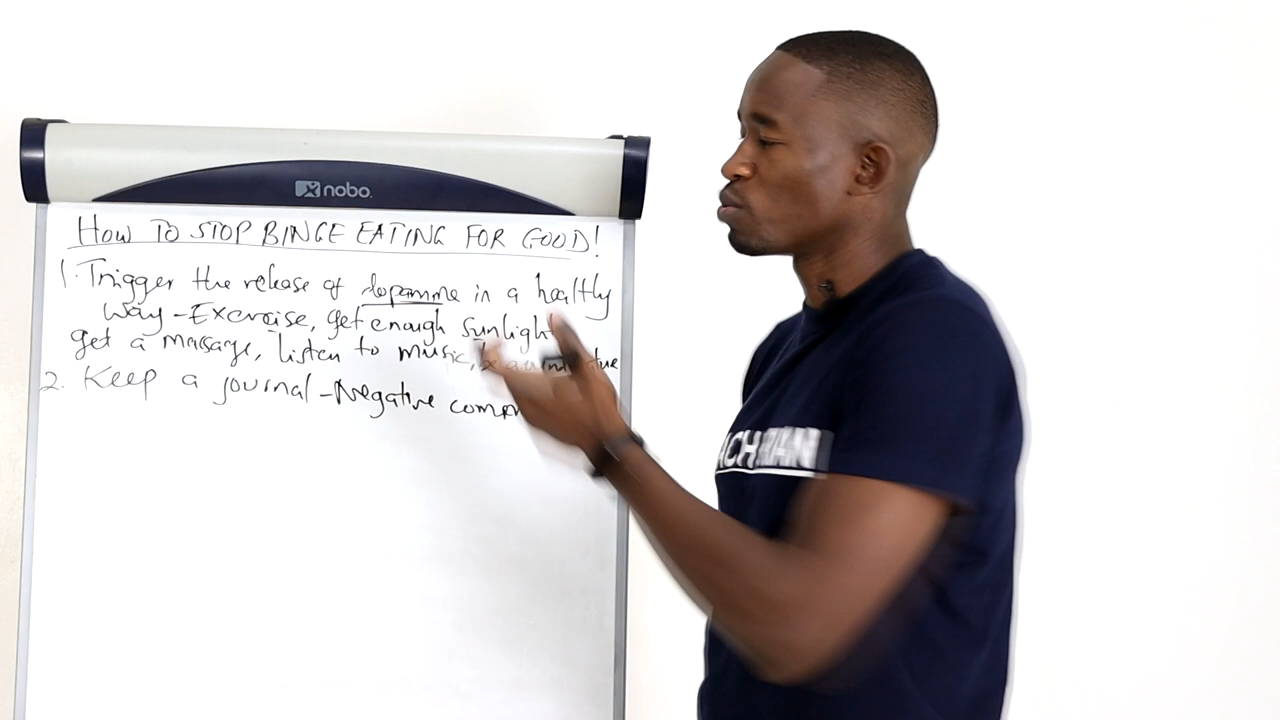 nobo
HOW TO STOP BINGE EATING FOR GOOD!
1. Trigger the release of dopamine in a healthy
way - Exercise, get enough sunlight
get a massage, listen to music,
2. Keep a journal - Negative